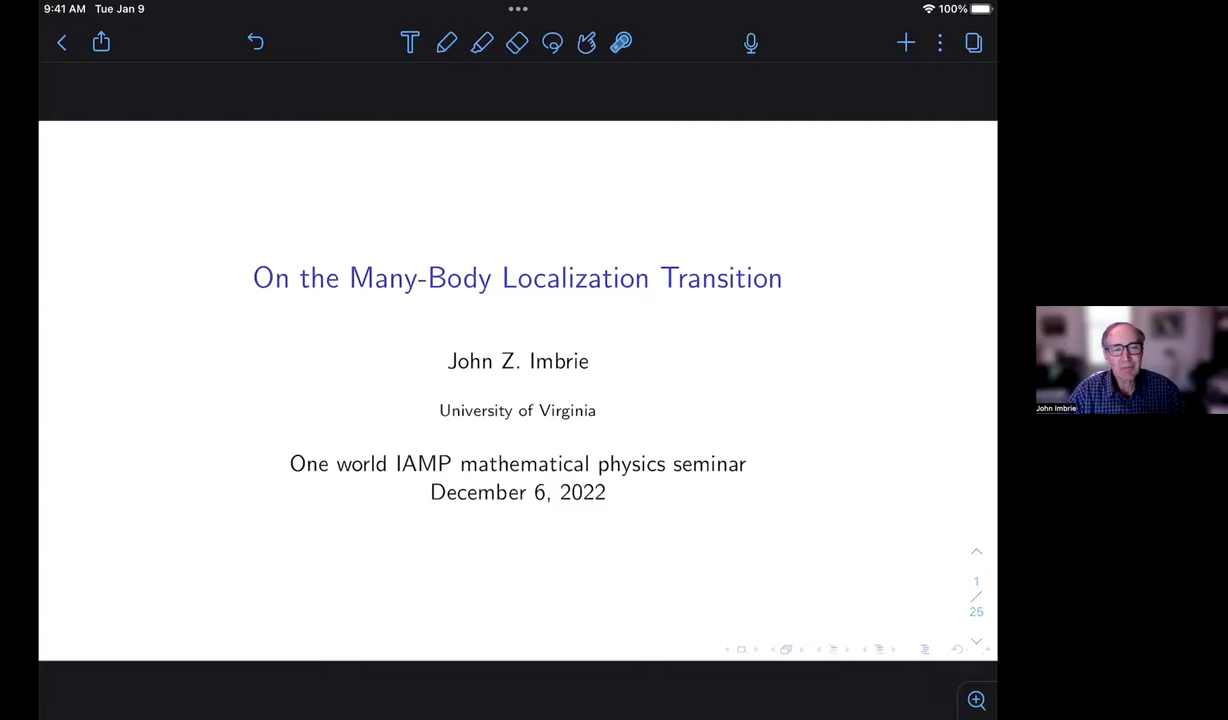 9:41 AM Tue Jan 9
100%
On the Many-Body Localization Transition
John Z. Imbrie
University of Virginia
One world IAMP mathematical physics seminar
December 6, 2022
1
/
25
John Imbrie